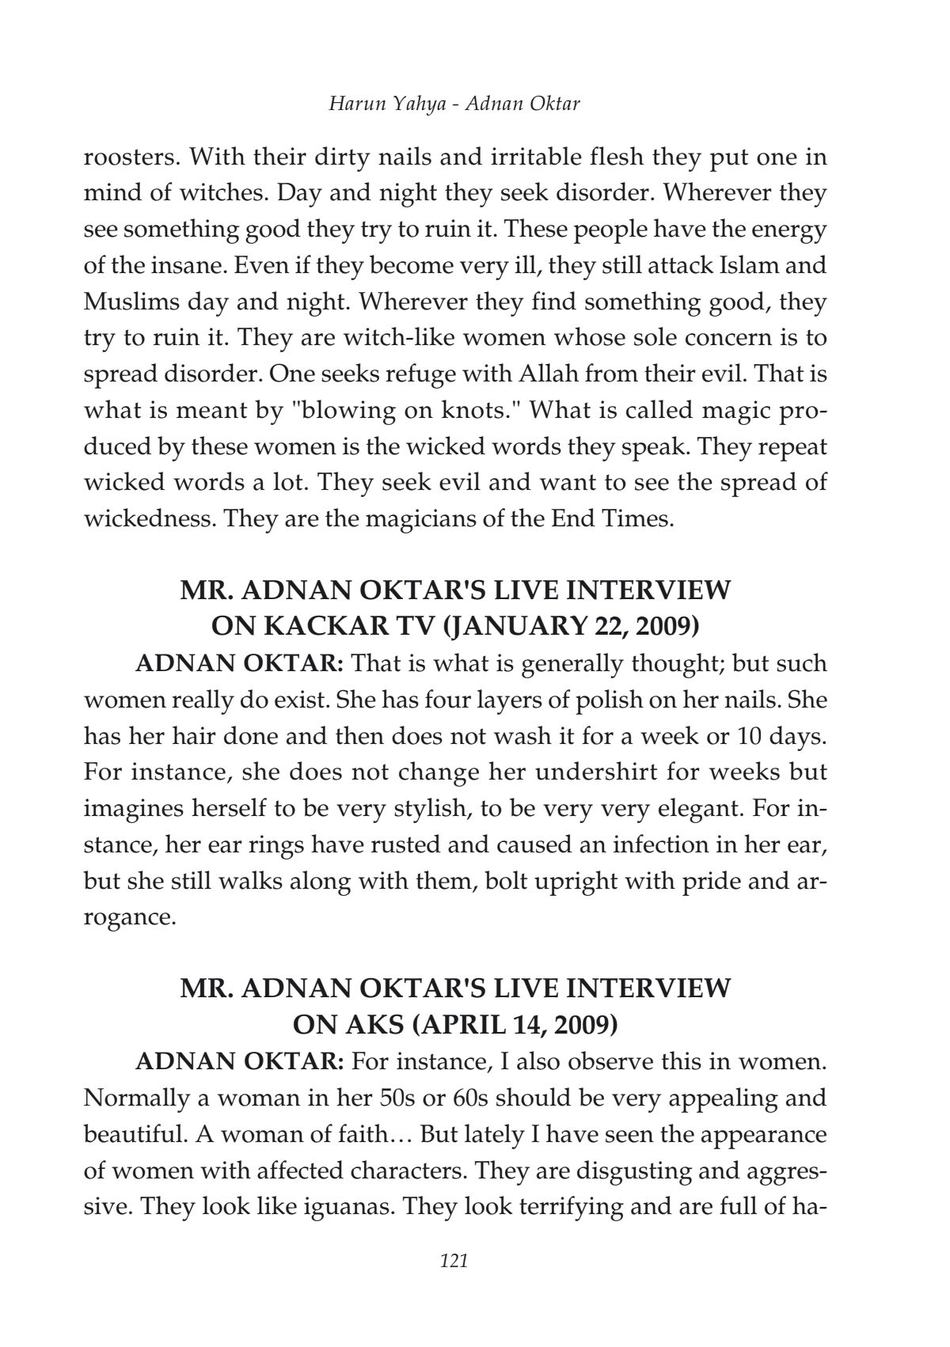 Harun Yahya - Adnan Oktar
roosters. With their dirty nails and irritable flesh they put one in
mind of witches. Day and night they seek disorder. Wherever they
see something good they try to ruin it. These people have the energy
of the insane. Even if they become very ill, they still attack Islam and
Muslims day and night. Wherever they find something good, they
try to ruin it. They are witch-like women whose sole concern is to
spread disorder. One seeks refuge with Allah from their evil. That is
what is meant by "blowing on knots." What is called magic pro-
duced by these women is the wicked words they speak. They repeat
wicked words a lot. They seek evil and want to see the spread of
wickedness. They are the magicians of the End Times.
MR. ADNAN OKTAR'S LIVE INTERVIEW
ON KACKAR TV (JANUARY 22, 2009)
ADNAN OKTAR: That is what is generally thought; but such
women really do exist. She has four layers of polish on her nails. She
has her hair done and then does not wash it for a week or 10 days.
For instance, she does not change her undershirt for weeks but
imagines herself to be very stylish, to be very very elegant. For in-
stance, her ear rings have rusted and caused an infection in her ear,
but she still walks along with them, bolt upright with pride and ar-
rogance.
MR. ADNAN OKTAR'S LIVE INTERVIEW
ON AKS (APRIL 14, 2009)
ADNAN OKTAR: For instance, I also observe this in women.
Normally a woman in her 50s or 60s should be very appealing and
beautiful. A woman of faith… But lately I have seen the appearance
of women with affected characters. They are disgusting and aggres-
sive. They look like iguanas. They look terrifying and are full of ha-
121